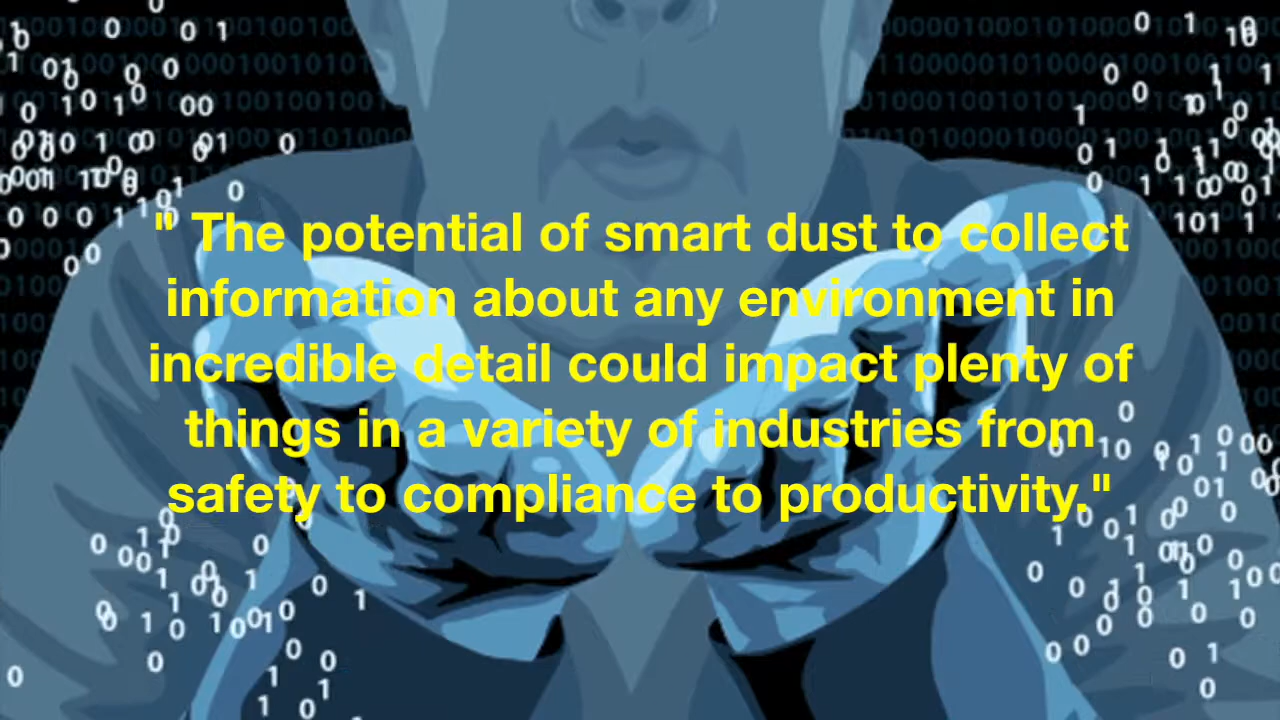 " The potential of smart dust to collect
information about any environment in
incredible detail could impact plenty of
things in a variety of industries from
safety to compliance to productivity."